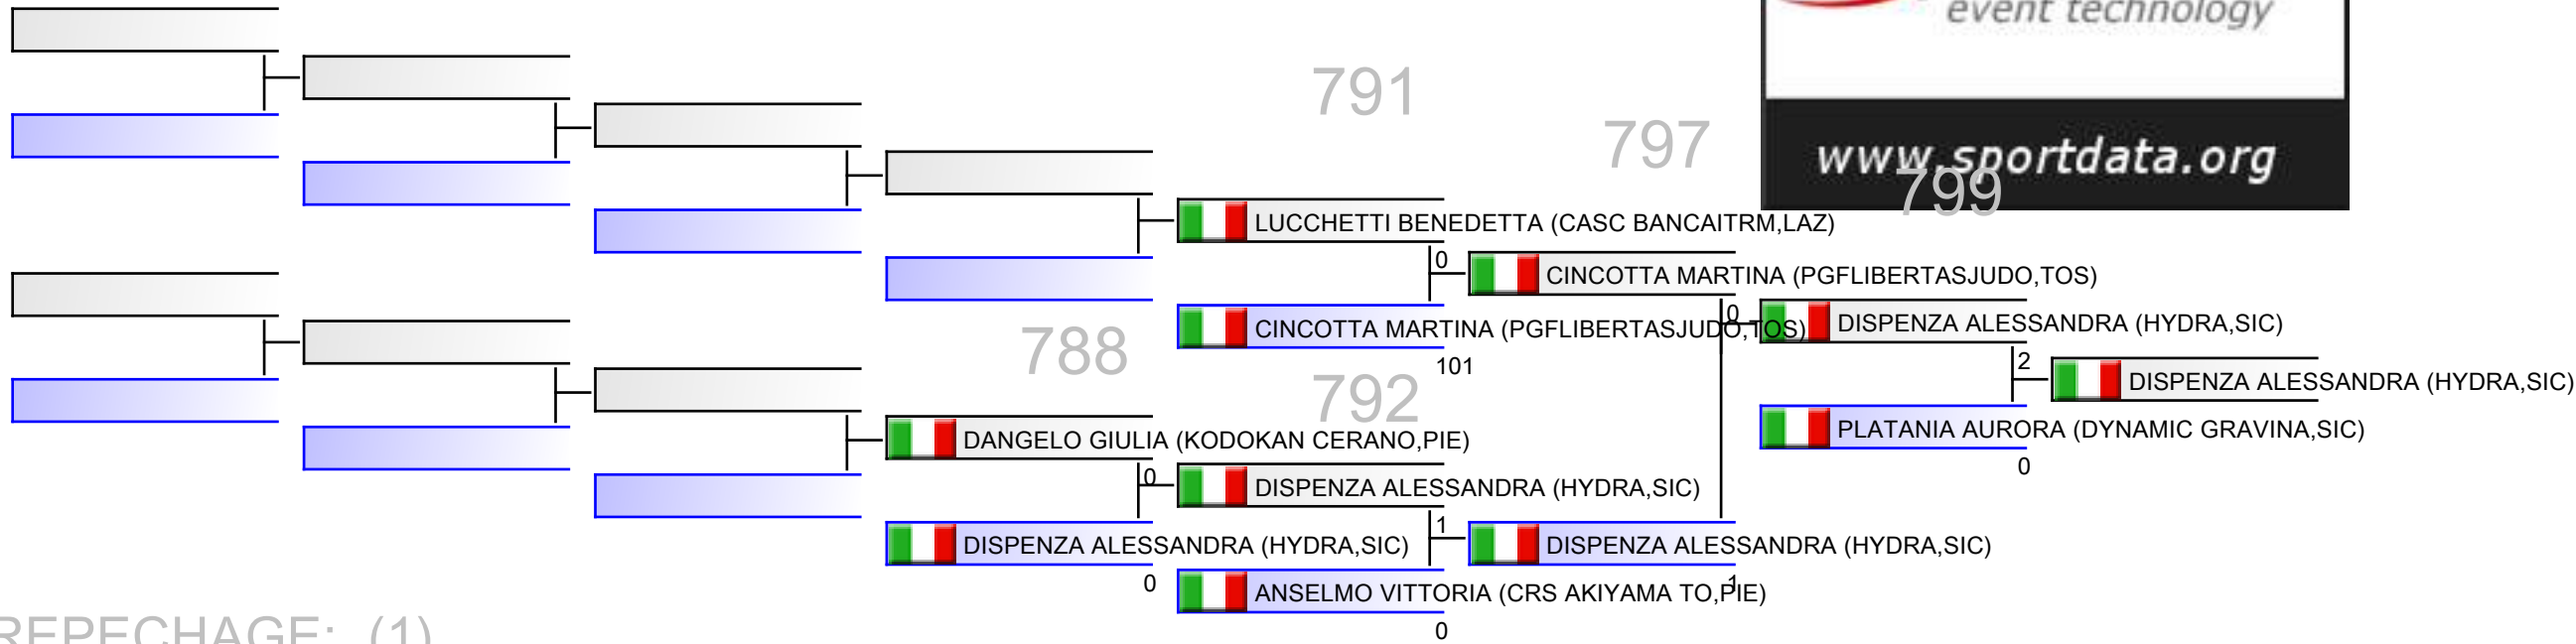 event technology
www.sportdata.org
791
797
799
LUCCHETTI BENEDETTA (CASC BANCAITRM,LAZ)
0
CINCOTTA MARTINA (PGFLIBERTASJUDO,TOS)
CINCOTTA MARTINA (PGFLIBERTASJUDO,TOS)
101
0
DISPENZA ALESSANDRA (HYDRA,SIC)
2
DISPENZA ALESSANDRA (HYDRA,SIC)
PLATANIA AURORA (DYNAMIC GRAVINA,SIC)
0
788
792
DANGELO GIULIA (KODOKAN CERANO,PIE)
0
DISPENZA ALESSANDRA (HYDRA,SIC)
DISPENZA ALESSANDRA (HYDRA,SIC)
0
1
DISPENZA ALESSANDRA (HYDRA,SIC)
1
ANSELMO VITTORIA (CRS AKIYAMA TO,PIE)
0
REPECHAGE: (1)